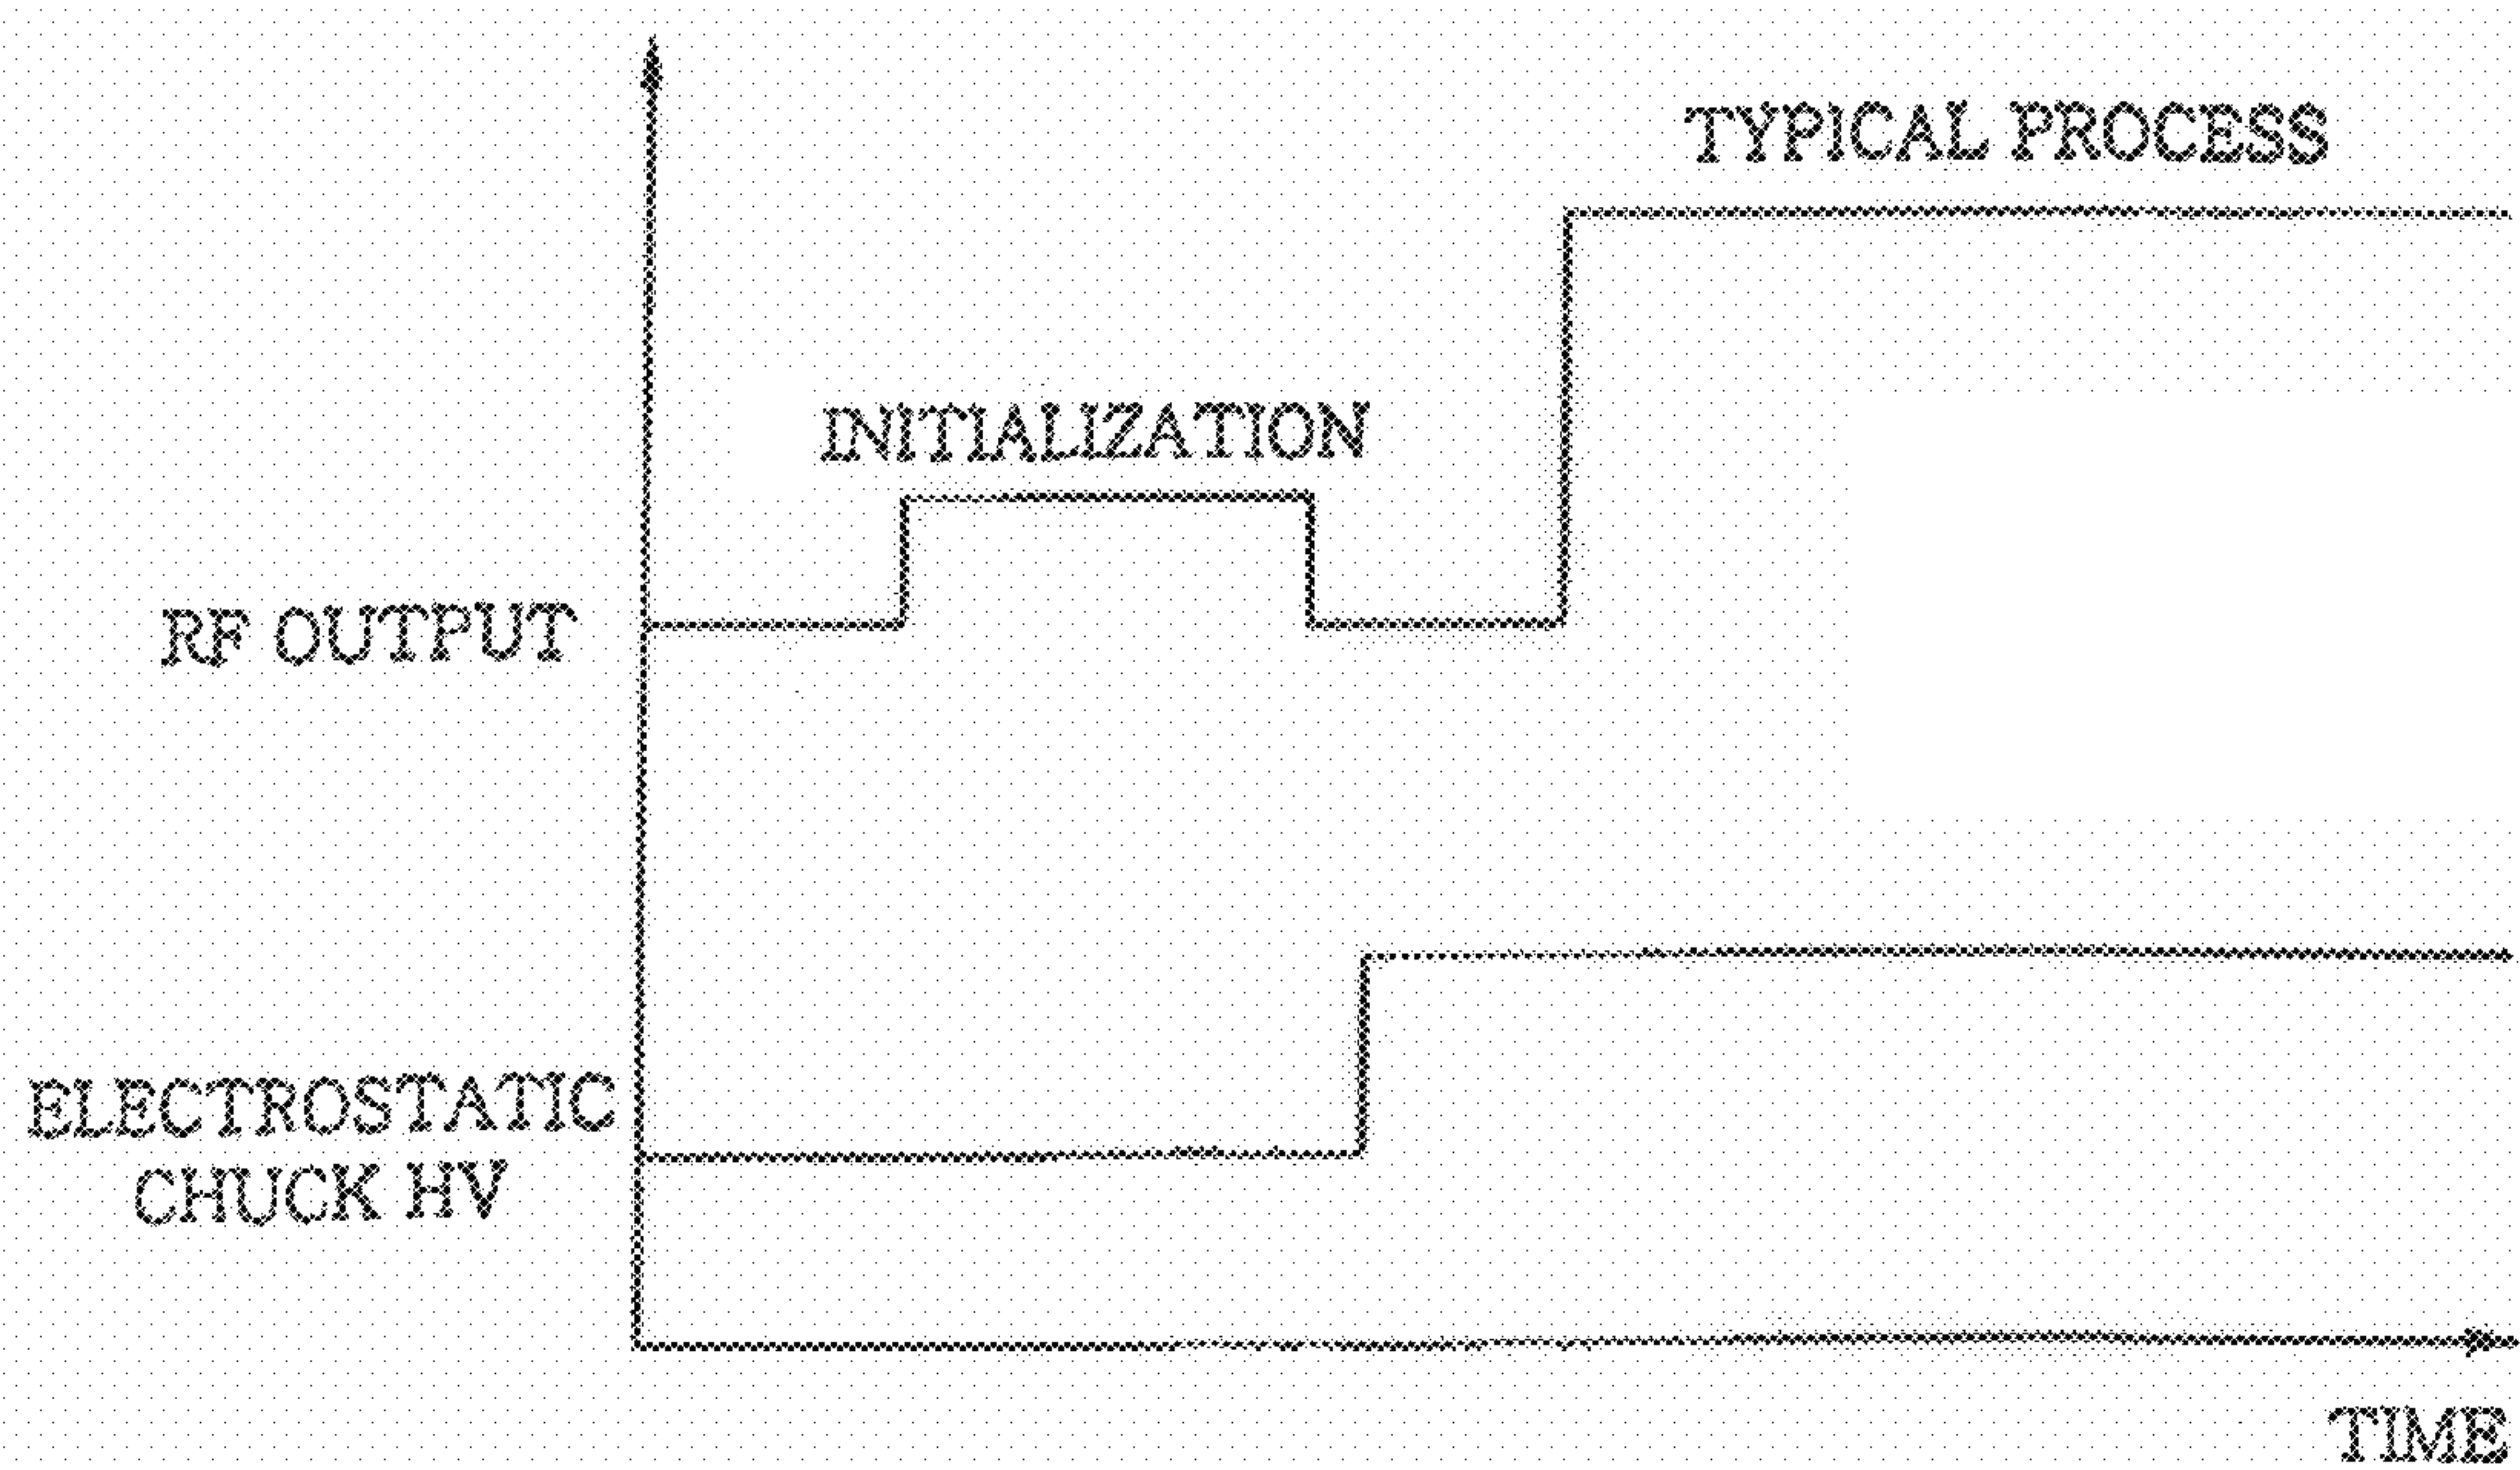 TYPICAL PROCESS
INITIALIZATION
RF OUTPUT
ELECTROSTATIC
CHUCK HV
TIME